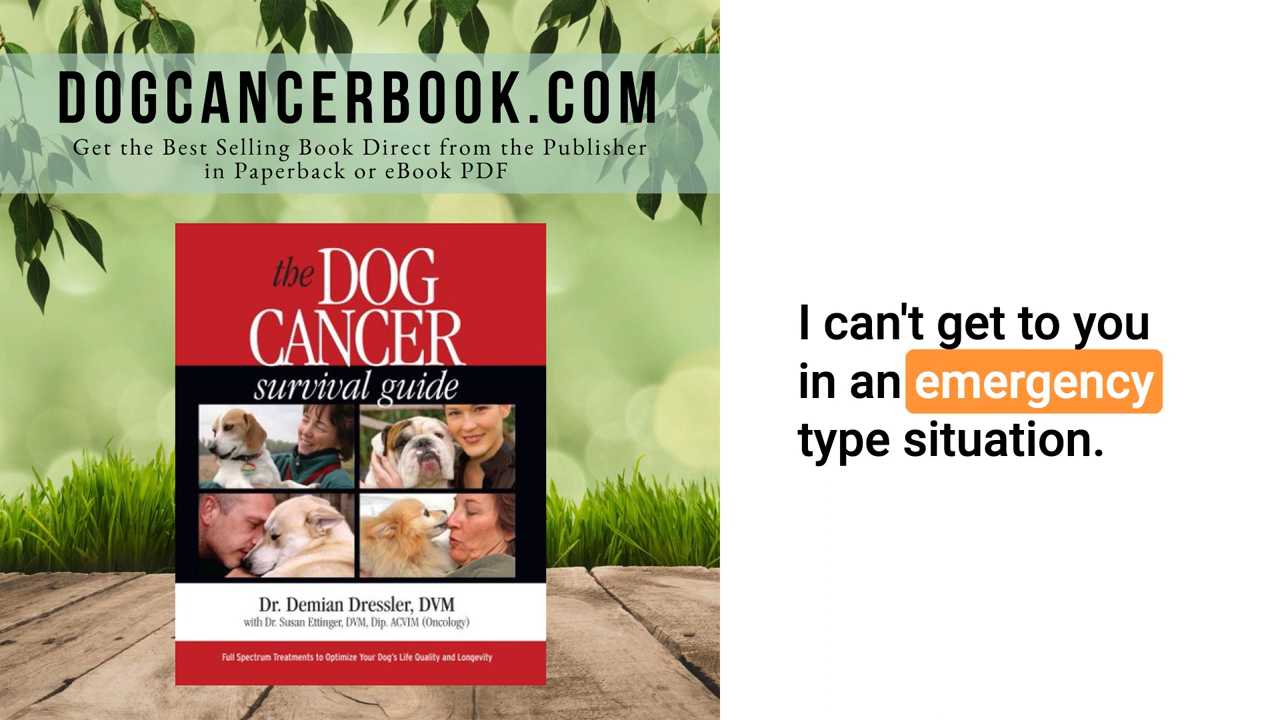 DOGCANCERBOOK.COM
Get the Best Selling Book Direct from the Publisher
in Paperback or eBook PDF
the DOG
CANCER
survival guide
Dr. Demian Dressler, DVM
with Dr. Susan Ettinger, DVM, Dip. ACVIM (Oncology)
Full Spectrum Treatments to Optimize Your Dog's Life Quality and Longevity
I can't get to you
in an emergency
type situation.